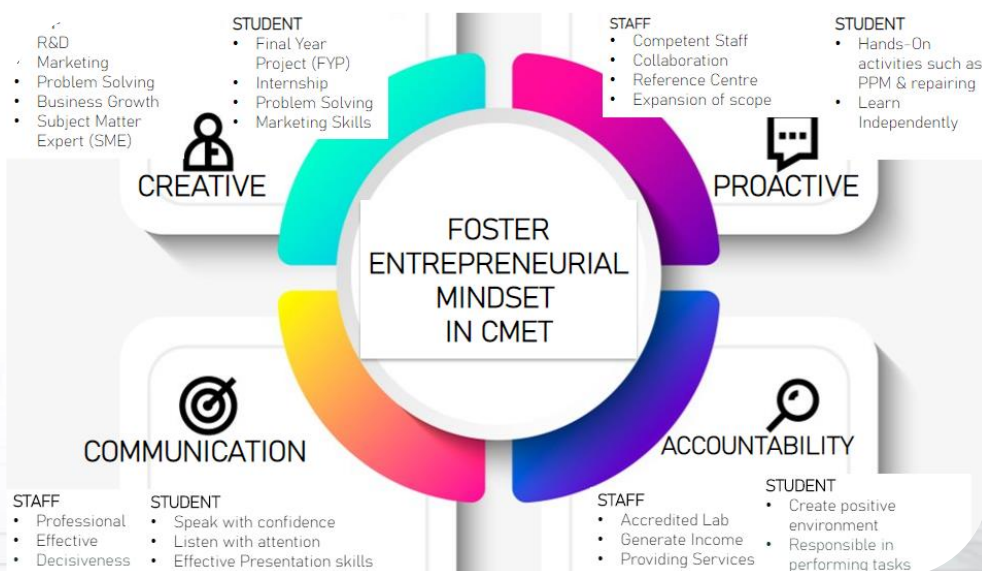 R&D
Marketing
• Problem Solving
• Business Growth
• Subject Matter
Expert (SME)
STUDENT
• Final Year
Project (FYP)
• Internship
• Problem Solving
• Marketing Skills
CREATIVE
STAFF
• Competent Staff
• Collaboration
• Reference Centre
• Expansion of scope
STUDENT
• Hands-On
activities such as
PPM & repairing
• Learn
Independently
PROACTIVE
FOSTER
ENTREPRENEURIAL
MINDSET
IN CMET
COMMUNICATION
STAFF
• Professional
• Effective
• Decisiveness
STUDENT
• Speak with confidence
• Listen with attention
• Effective Presentation skills
ACCOUNTABILITY
STAFF
• Accredited Lab
• Generate Income
• Providing Services
STUDENT
• Create positive
environment
• Responsible in
performing tasks